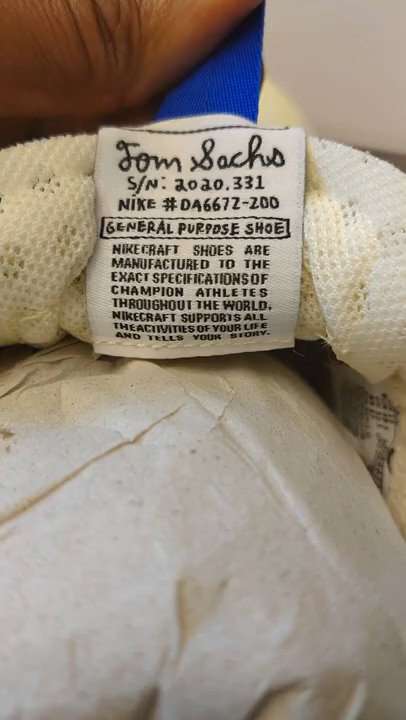 Tom Sachs
S/N: 2020.331
NIKE #DA6672-200
GENERAL PURPOSE SHOE
NIKECRAFT SHOES ARE
MANUFACTURED TO THE
EXACT SPECIFICATIONS OF
CHAMPION ATHLETES
THROUGHOUT THE WORLD.
NIKECRAFT SUPPORTS ALL
THE ACTIVITIES OF YOUR LIFE
AND TELLS YOUR STORY.